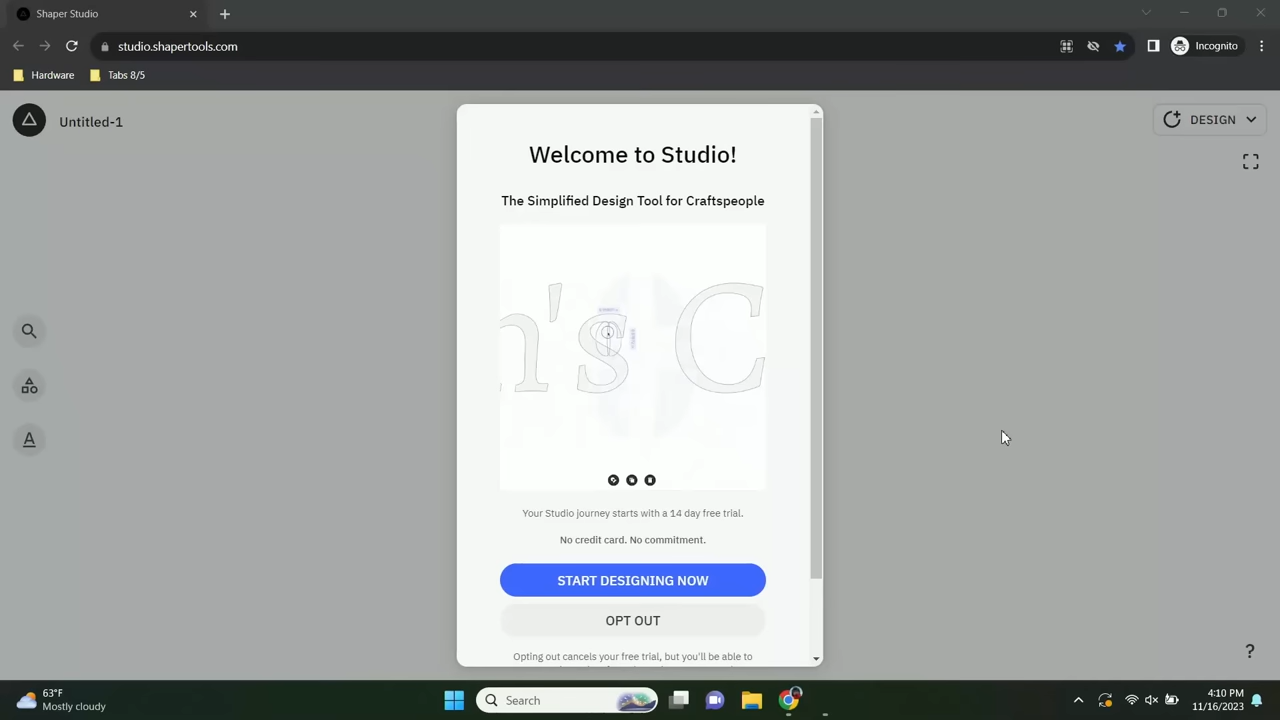 Shaper Studio
studio.shapertools.com
Incognito
Hardware
Tabs 8/5
Untitled-1
DESIGN
Welcome to Studio!
The Simplified Design Tool for Craftspeople
n's C
Your Studio journey starts with a 14 day free trial.
No credit card. No commitment.
START DESIGNING NOW
OPT OUT
Opting out cancels your free trial, but you'll be able to
?
63°F
Mostly cloudy
Search
4:10 PM
11/16/2023